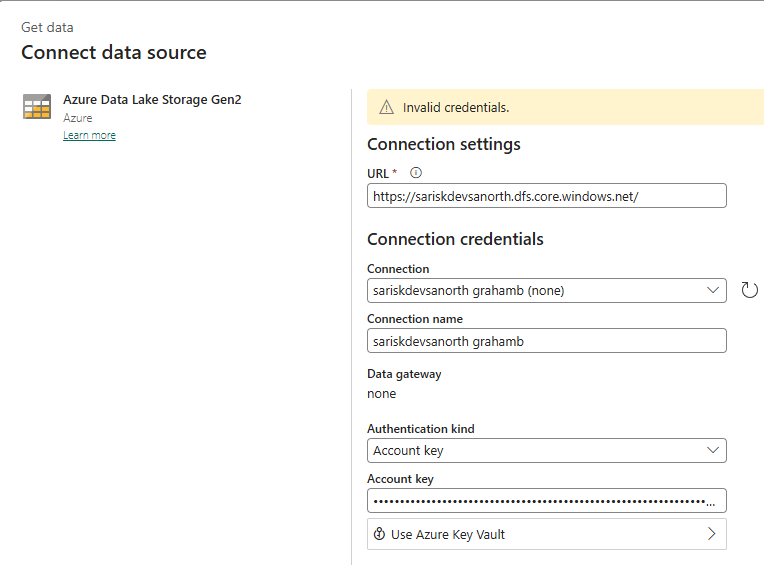 Get data
Connect data source
Azure Data Lake Storage Gen2
Azure
Learn more
Invalid credentials.
Connection settings
URL *
https://sariskdevsanorth.dfs.core.windows.net/
Connection credentials
Connection
sariskdevsanorth grahamb (none)
Connection name
sariskdevsanorth grahamb
Data gateway
none
Authentication kind
Account key
Account key
••••••••••••••••••••••••••••••••••••••••••••••••••••••••••••••••...
Use Azure Key Vault